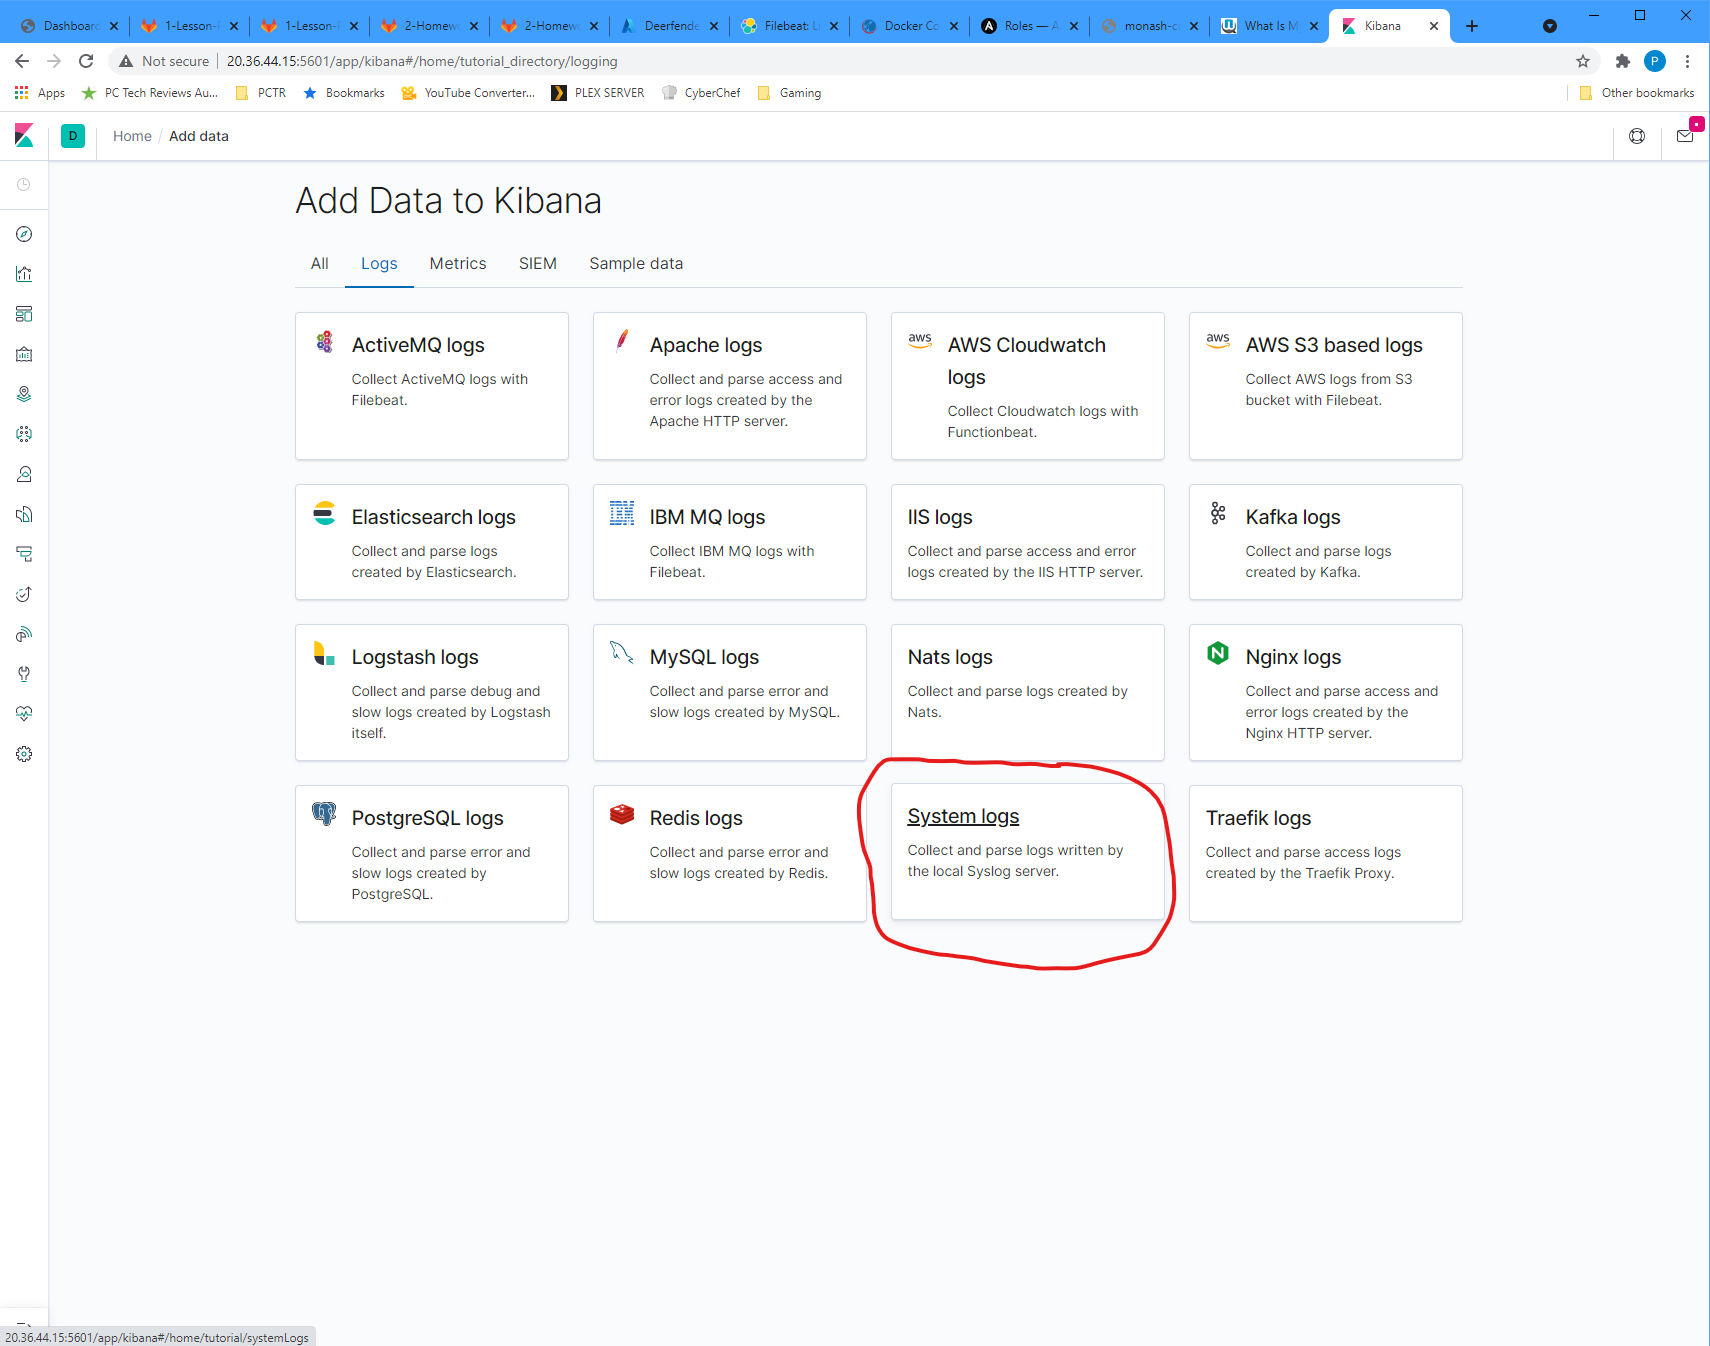 Dashboard
1-Lesson-
1-Lesson-
2-Homew
2-Homew
Deerfende
Filebeat: L
Docker Co
Roles — A
monash-c
What Is M
Kibana
Not secure
20.36.44.15:5601/app/kibana#/home/tutorial_directory/logging
P
Apps
PC Tech Reviews Au...
PCTR
Bookmarks
YouTube Converter...
PLEX SERVER
CyberChef
Gaming
Other bookmarks
D
Home / Add data
Add Data to Kibana
All
Logs
Metrics
SIEM
Sample data
ActiveMQ logs
Collect ActiveMQ logs with
Filebeat.
Apache logs
Collect and parse access and
error logs created by the
Apache HTTP server.
aws
AWS Cloudwatch
logs
Collect Cloudwatch logs with
Functionbeat.
aws
AWS S3 based logs
Collect AWS logs from S3
bucket with Filebeat.
Elasticsearch logs
Collect and parse logs
created by Elasticsearch.
IBM
IBM MQ logs
Collect IBM MQ logs with
Filebeat.
IIS logs
Collect and parse access and error
logs created by the IIS HTTP server.
Kafka logs
Collect and parse logs
created by Kafka.
Logstash logs
Collect and parse debug and
slow logs created by Logstash
itself.
MySQL logs
Collect and parse error and
slow logs created by MySQL.
Nats logs
Collect and parse logs created by
Nats.
N
Nginx logs
Collect and parse access and
error logs created by the
Nginx HTTP server.
PostgreSQL logs
Collect and parse error and
slow logs created by
PostgreSQL.
Redis logs
Collect and parse error and
slow logs created by Redis.
System logs
Collect and parse logs written by
the local Syslog server.
Traefik logs
Collect and parse access logs
created by the Traefik Proxy.
20.36.44.15:5601/app/kibana#/home/tutorial/systemLogs